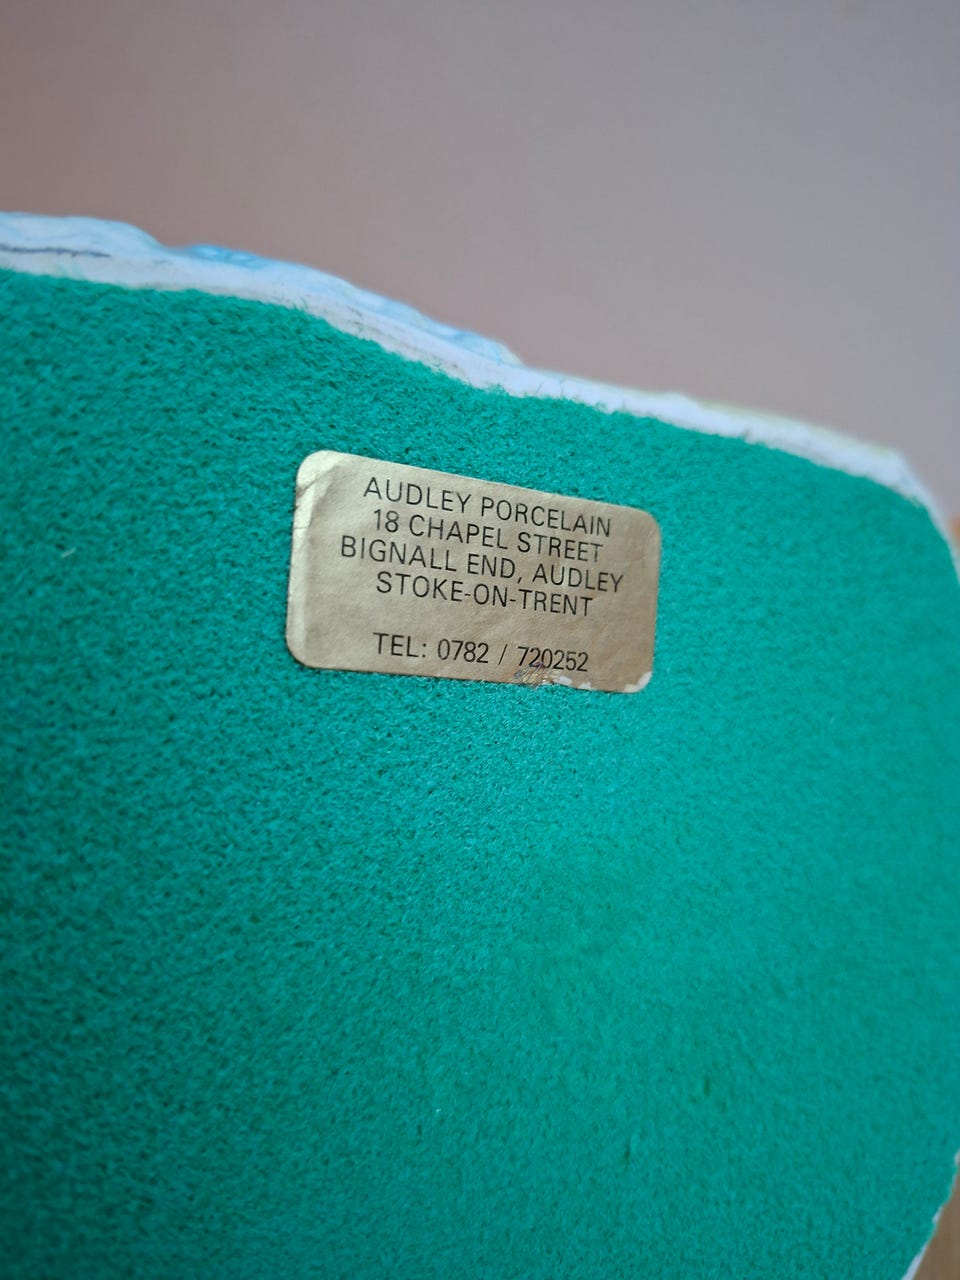 AUDLEY PORCELAIN
18 CHAPEL STREET
BIGNALL END, AUDLEY
STOKE-ON-TRENT
TEL: 0782 / 720252